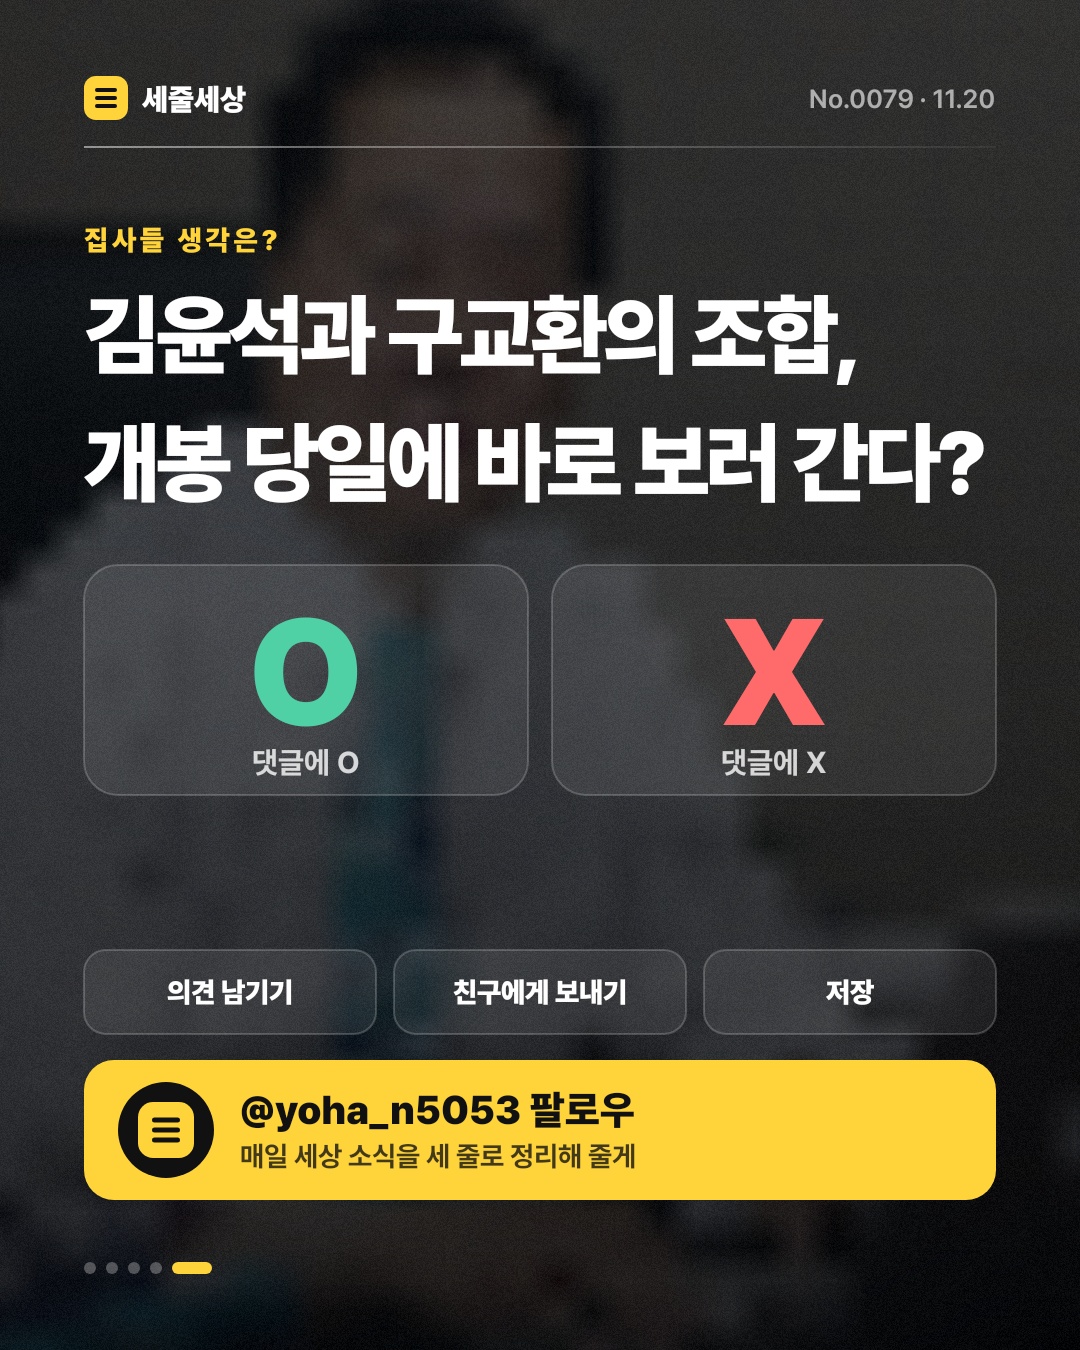 세줄세상
No.0079 · 11.20
집사들 생각은?
김윤석과 구교환의 조합,
개봉 당일에 바로 보러 간다?
O
댓글에 O
X
댓글에 X
의견 남기기
친구에게 보내기
저장
@yoha_n5053 팔로우
매일 세상 소식을 세 줄로 정리해 줄게